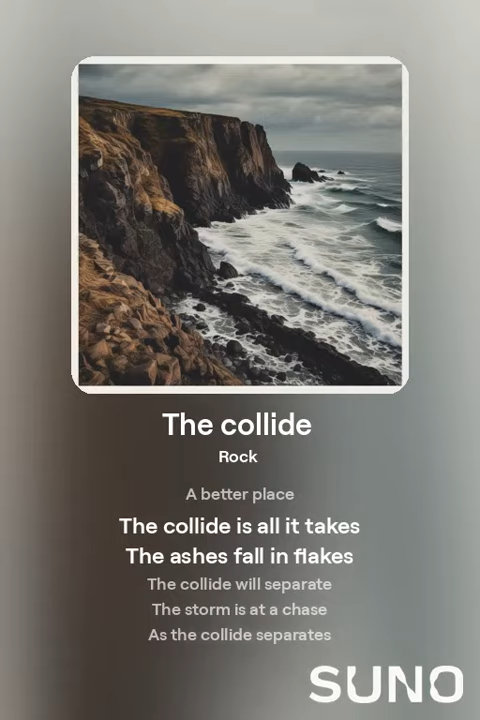 The collide
Rock
A better place
The collide is all it takes
The ashes fall in flakes
The collide will separate
The storm is at a chase
As the collide separates
SUNO